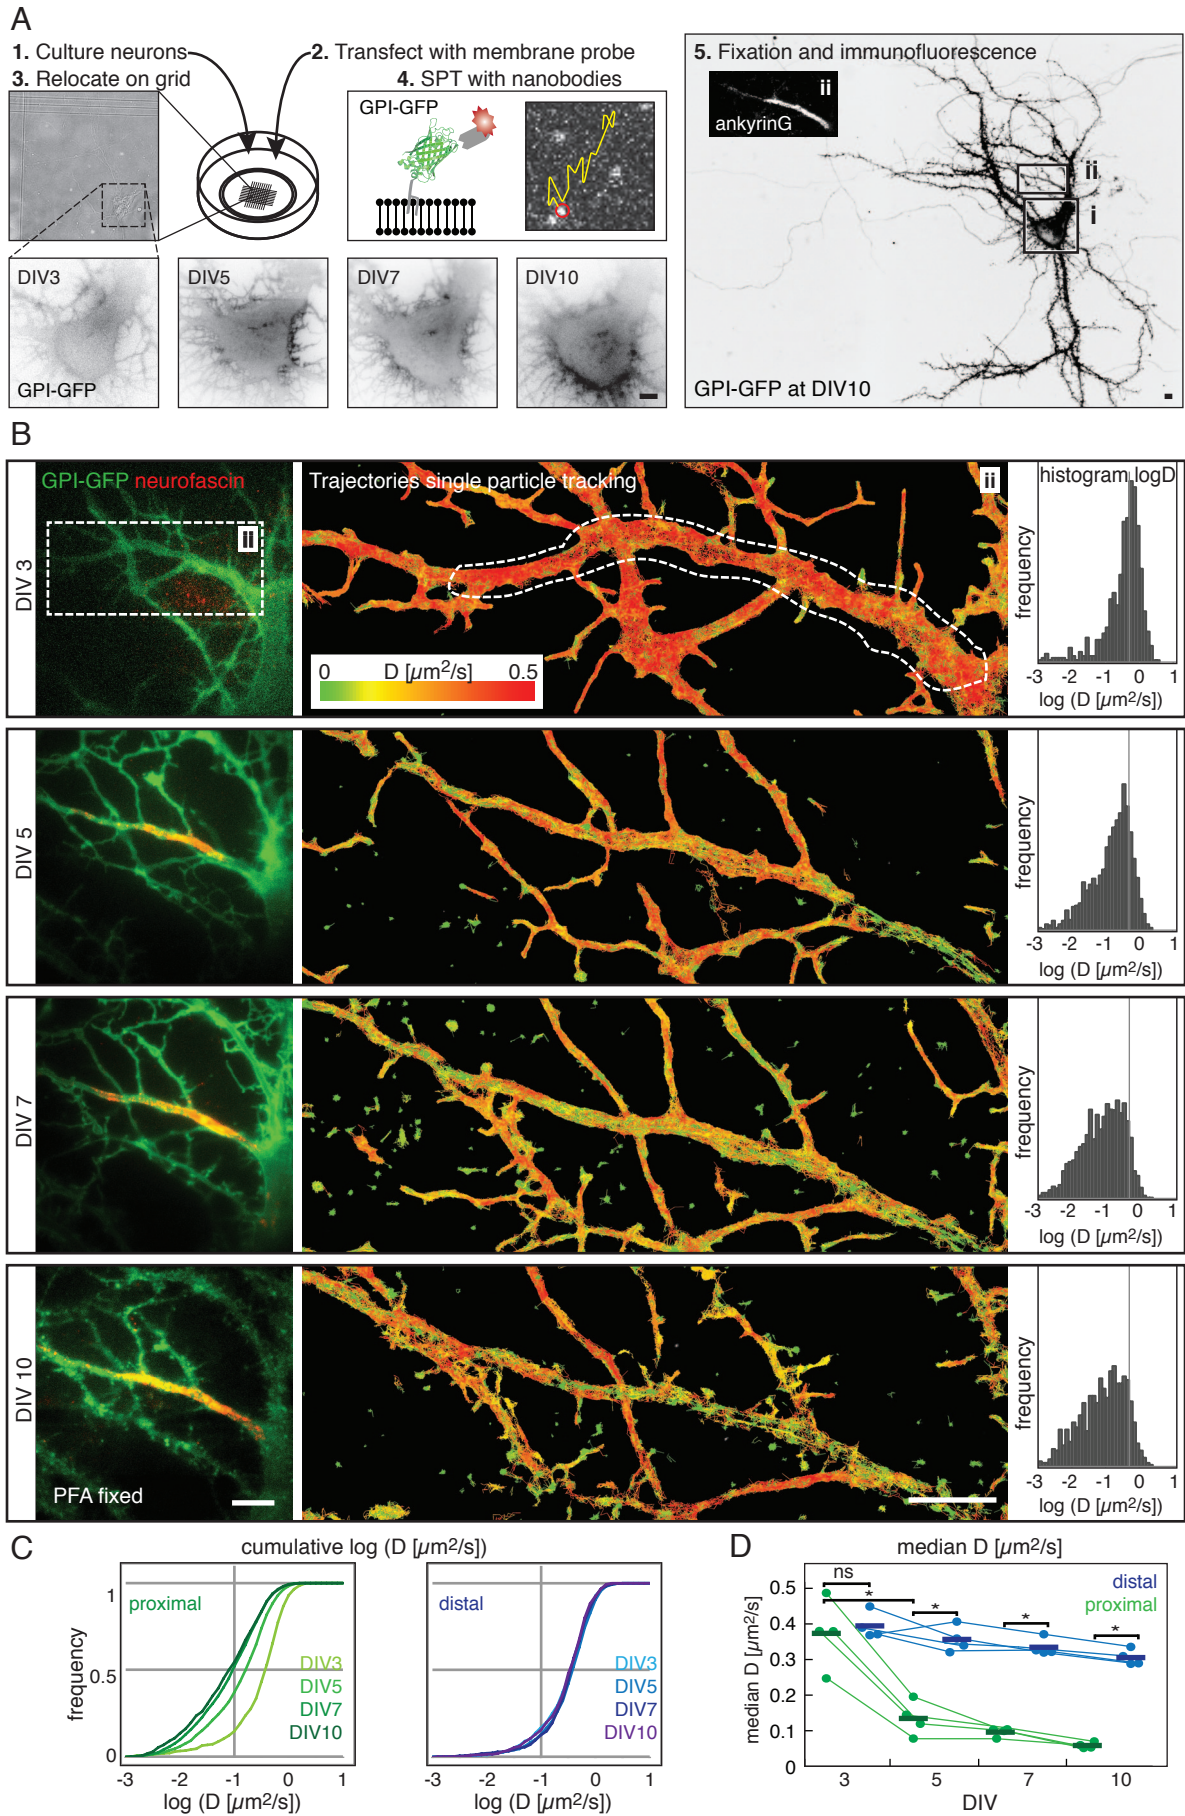 A
1. Culture neurons
2. Transfect with membrane probe
3. Relocate on grid
4. SPT with nanobodies
GPI-GFP
5. Fixation and immunofluorescence
ii
ankyrinG
ii
i
GPI-GFP at DIV10
DIV3
GPI-GFP
DIV5
DIV7
DIV10
B
DIV 3
GPI-GFP neurofascin
ii
Trajectories single particle tracking
ii
0 D [µm²/s] 0.5
histogram logD
frequency
-3 -2 -1 0 1
log (D [µm²/s])
DIV 5
frequency
-3 -2 -1 0 1
log (D [µm²/s])
DIV 7
frequency
-3 -2 -1 0 1
log (D [µm²/s])
DIV 10
PFA fixed
frequency
-3 -2 -1 0 1
log (D [µm²/s])
C
cumulative log (D [µm²/s])
frequency
1
0.5
0
proximal
DIV3
DIV5
DIV7
DIV10
-3 -2 -1 0 1
log (D [µm²/s])
distal
DIV3
DIV5
DIV7
DIV10
-3 -2 -1 0 1
log (D [µm²/s])
D
median D [µm²/s]
median D [µm²/s]
0.5
0.4
0.3
0.2
0.1
0
ns
*
*
*
*
distal
proximal
3 5 7 10
DIV